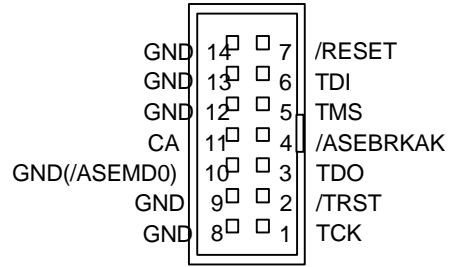 GND 14 7 /RESET
GND 13 6 TDI
GND 12 5 TMS
CA 11 4 /ASEBRKAK
GND(/ASEMD0) 10 3 TDO
GND 9 2 /TRST
GND 8 1 TCK